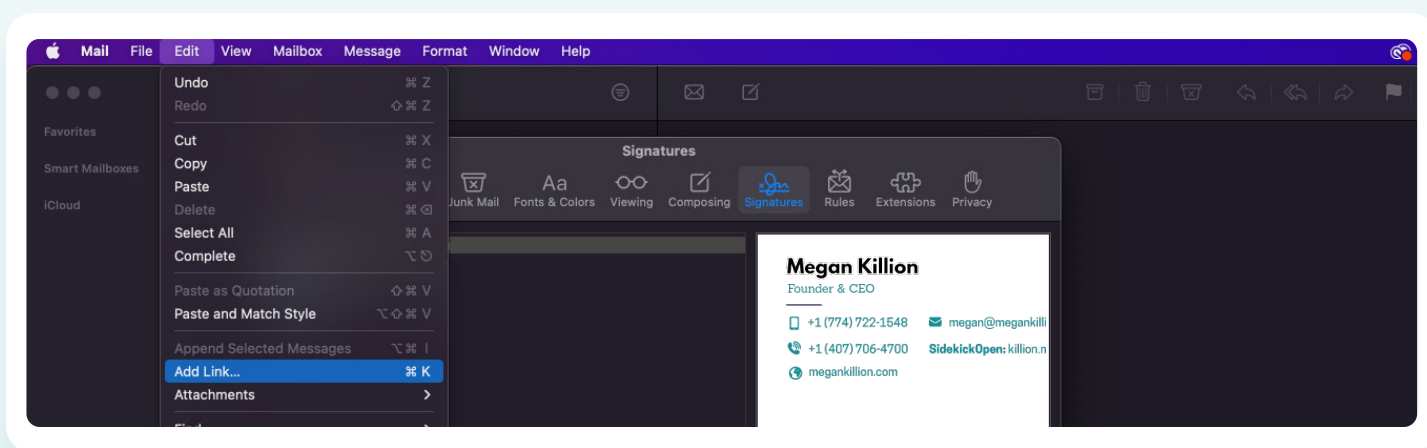 Mail File Edit View Mailbox Message Format Window Help
Undo ⌘ Z
Redo ⇧ ⌘ Z
Cut ⌘ X
Copy ⌘ C
Paste ⌘ V
Delete ⌘ ⌫
Select All ⌘ A
Complete ⌥ ⎋
Paste as Quotation ⇧ ⌘ V
Paste and Match Style ⌥ ⇧ ⌘ V
Append Selected Messages ⌥ ⌘ I
Add Link... ⌘ K
Attachments
Find
Favorites
Smart Mailboxes
iCloud
Signatures
Junk Mail Fonts & Colors Viewing Composing Signatures Rules Extensions Privacy
Aa
Megan Killion
Founder & CEO
+1 (774) 722-1548 megan@megankilli
+1 (407) 706-4700 SidekickOpen: killion.n
megankillion.com